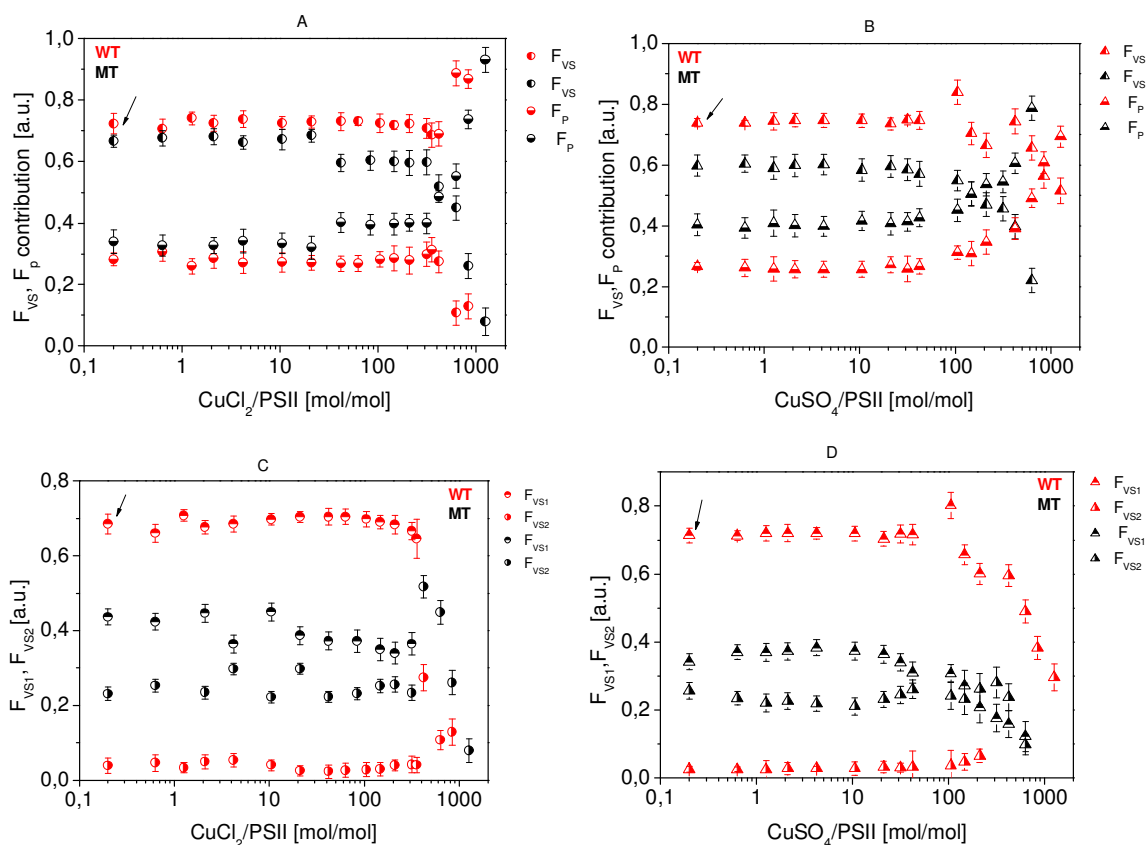 A
F_VS, F_p contribution [a.u.]
1,0
0,8
0,6
0,4
0,2
0,0
WT
MT
F_VS
F_VS
F_P
F_P
0,1 1 10 100 1000
CuCl_2/PSII [mol/mol]
B
F_VS, F_P contribution [a.u.]
1,0
0,8
0,6
0,4
0,2
0,0
WT
MT
F_VS
F_VS
F_P
F_P
0,1 1 10 100 1000
CuSO_4/PSII [mol/mol]
C
F_VS1, F_VS2 [a.u.]
0,8
0,6
0,4
0,2
0,0
WT
MT
F_VS1
F_VS2
F_VS1
F_VS2
0,1 1 10 100 1000
CuCl_2/PSII [mol/mol]
D
F_VS1, F_VS2 [a.u.]
0,8
0,6
0,4
0,2
0,0
WT
MT
F_VS1
F_VS2
F_VS1
F_VS2
0,1 1 10 100 1000
CuSO_4/PSII [mol/mol]